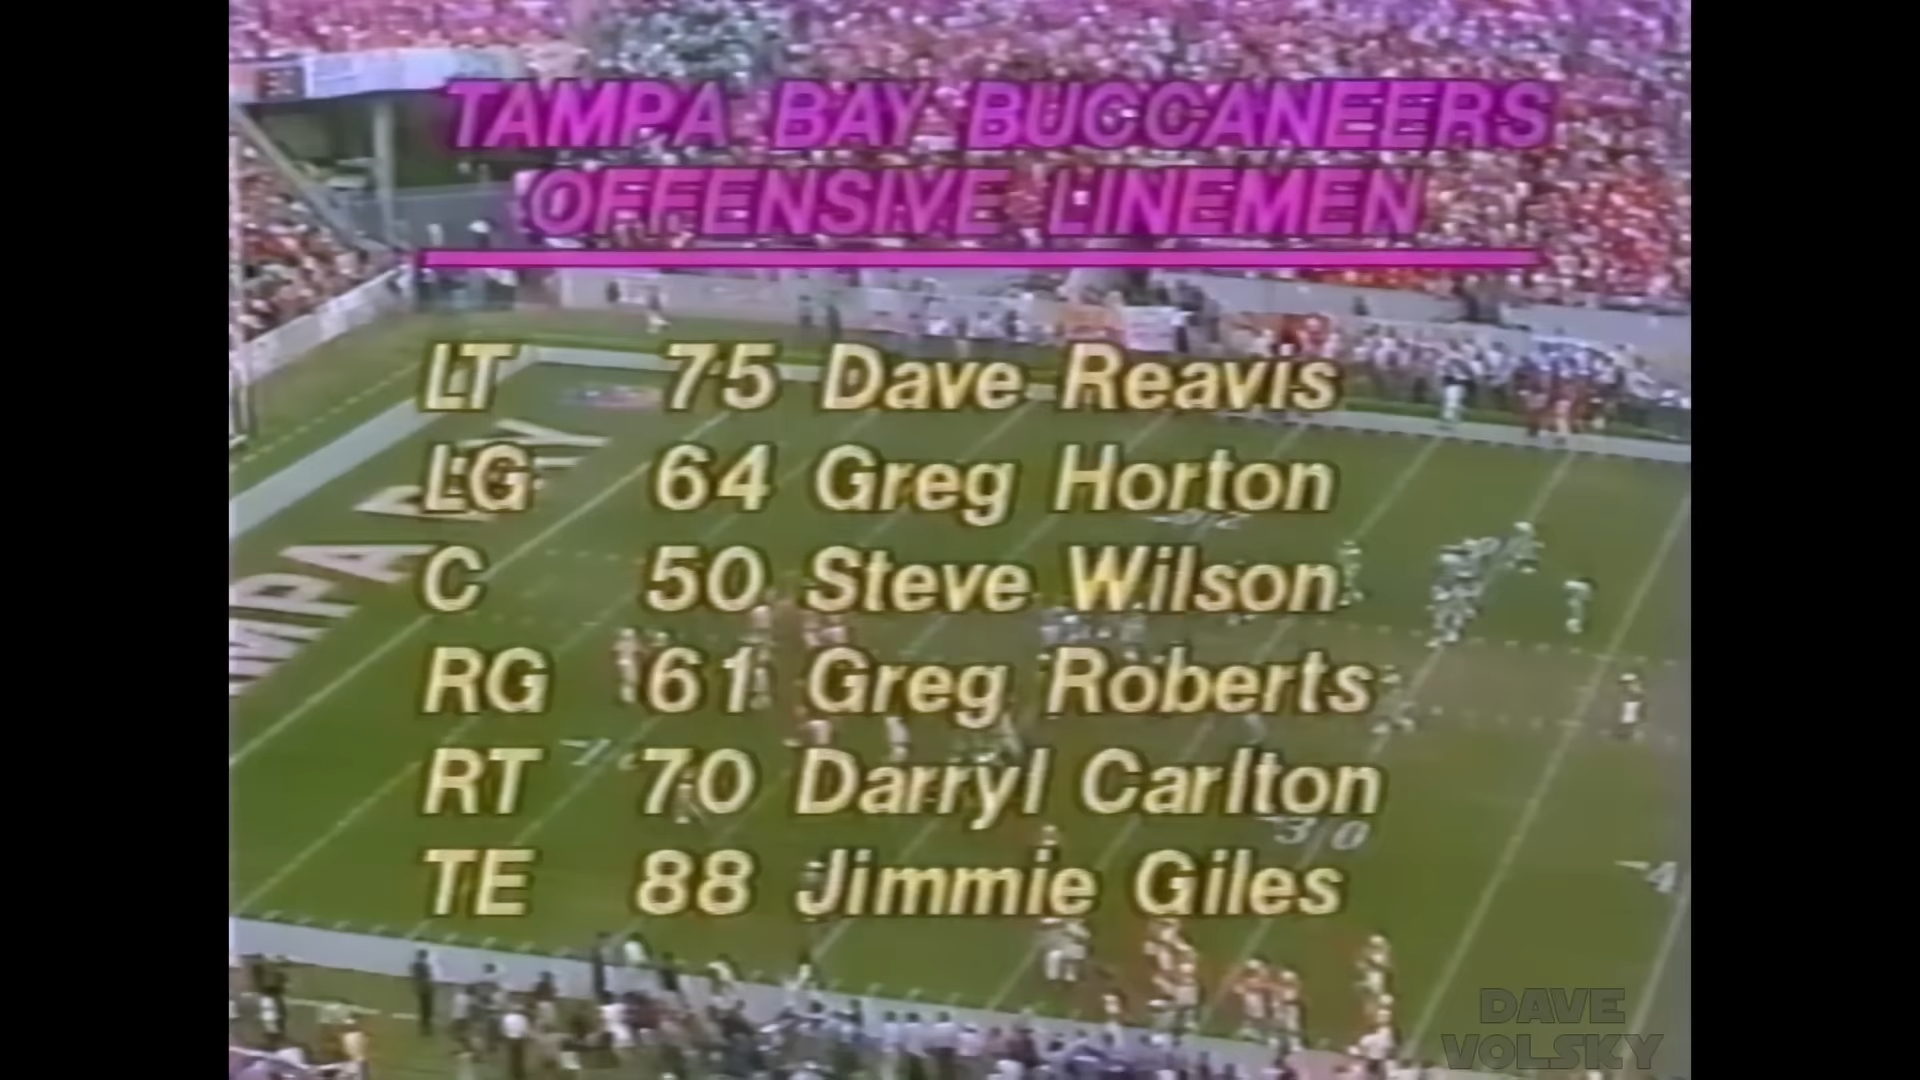 TAMPA BAY BUCCANEERS
OFFENSIVE LINEMEN
LT 75 Dave Reavis
LG 64 Greg Horton
C 50 Steve Wilson
RG 61 Greg Roberts
RT 70 Darryl Carlton
TE 88 Jimmie Giles
30
DAVE
VOLSKY